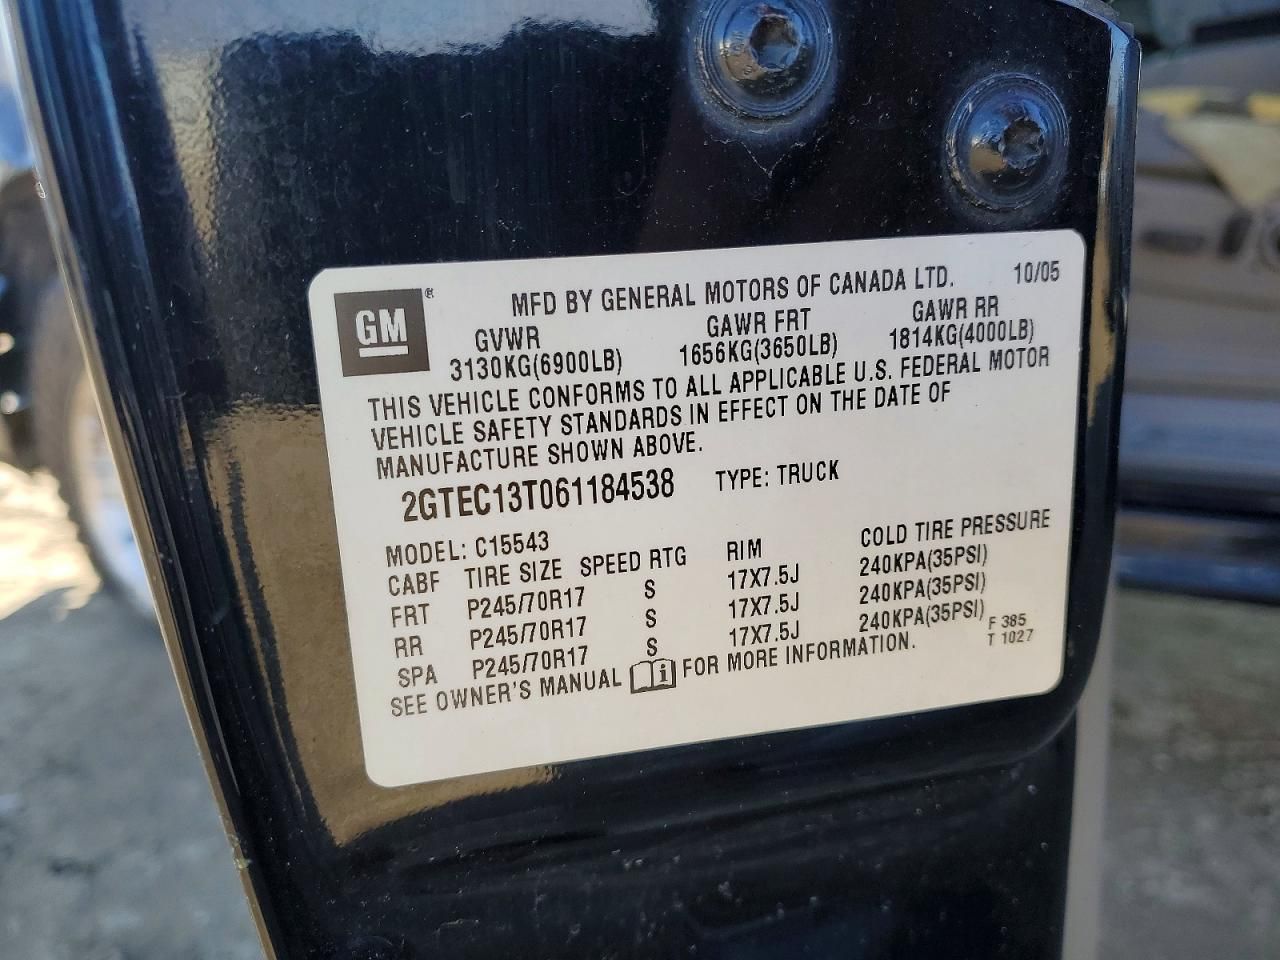 GM®
MFD BY GENERAL MOTORS OF CANADA LTD. 10/05
GVWR GAWR FRT GAWR RR
3130KG(6900LB) 1656KG(3650LB) 1814KG(4000LB)
THIS VEHICLE CONFORMS TO ALL APPLICABLE U.S. FEDERAL MOTOR
VEHICLE SAFETY STANDARDS IN EFFECT ON THE DATE OF
MANUFACTURE SHOWN ABOVE.
2GTEC13T061184538 TYPE: TRUCK
MODEL: C15543
CABF TIRE SIZE SPEED RTG RIM COLD TIRE PRESSURE
FRT P245/70R17 S 17X7.5J 240KPA(35PSI)
RR P245/70R17 S 17X7.5J 240KPA(35PSI)
SPA P245/70R17 S 17X7.5J 240KPA(35PSI)
SEE OWNER'S MANUAL i FOR MORE INFORMATION.
F 385
T 1027